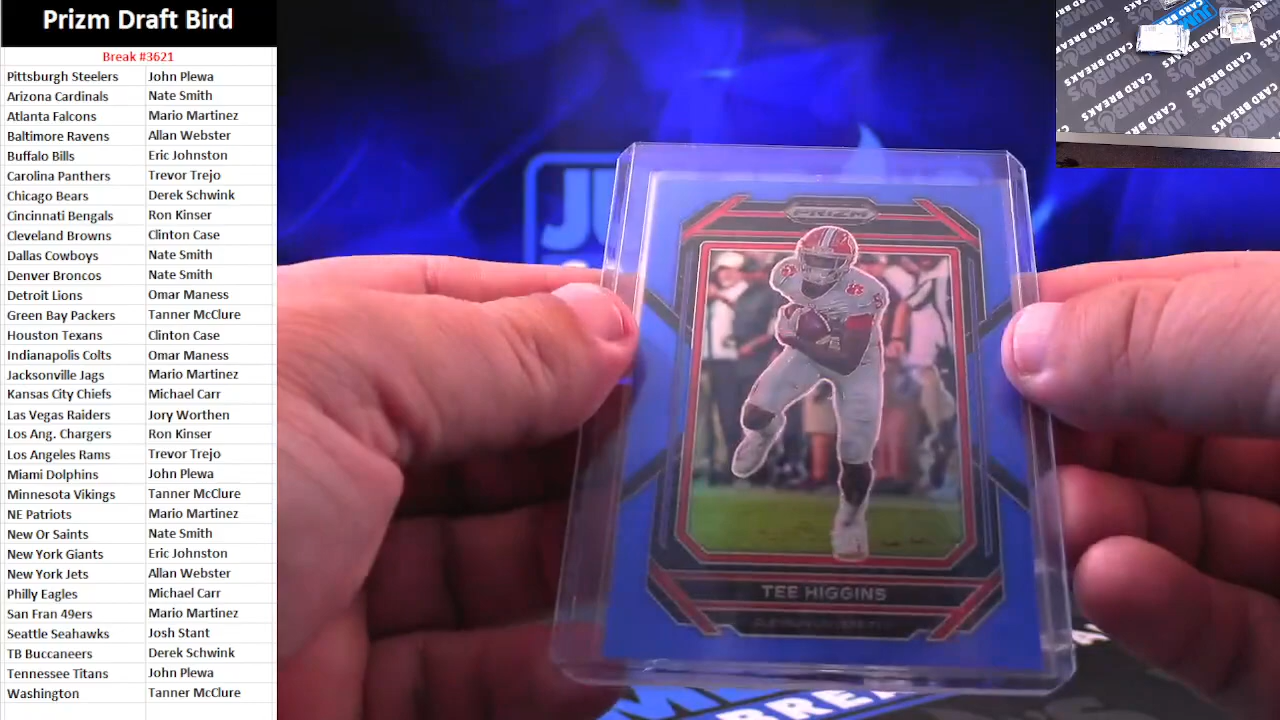 Prizm Draft Bird
Break #3621
Pittsburgh Steelers John Plewa
Arizona Cardinals Nate Smith
Atlanta Falcons Mario Martinez
Baltimore Ravens Allan Webster
Buffalo Bills Eric Johnston
Carolina Panthers Trevor Trejo
Chicago Bears Derek Schwink
Cincinnati Bengals Ron Kinser
Cleveland Browns Clinton Case
Dallas Cowboys Nate Smith
Denver Broncos Nate Smith
Detroit Lions Omar Maness
Green Bay Packers Tanner McClure
Houston Texans Clinton Case
Indianapolis Colts Omar Maness
Jacksonville Jags Mario Martinez
Kansas City Chiefs Michael Carr
Las Vegas Raiders Jory Worthen
Los Ang. Chargers Ron Kinser
Los Angeles Rams Trevor Trejo
Miami Dolphins John Plewa
Minnesota Vikings Tanner McClure
NE Patriots Mario Martinez
New Or Saints Nate Smith
New York Giants Eric Johnston
New York Jets Allan Webster
Philly Eagles Michael Carr
San Fran 49ers Mario Martinez
Seattle Seahawks Josh Stant
TB Buccaneers Derek Schwink
Tennessee Titans John Plewa
Washington Tanner McClure
PRIZM
TEE HIGGINS
JUMBO'S
CARD BREAKS